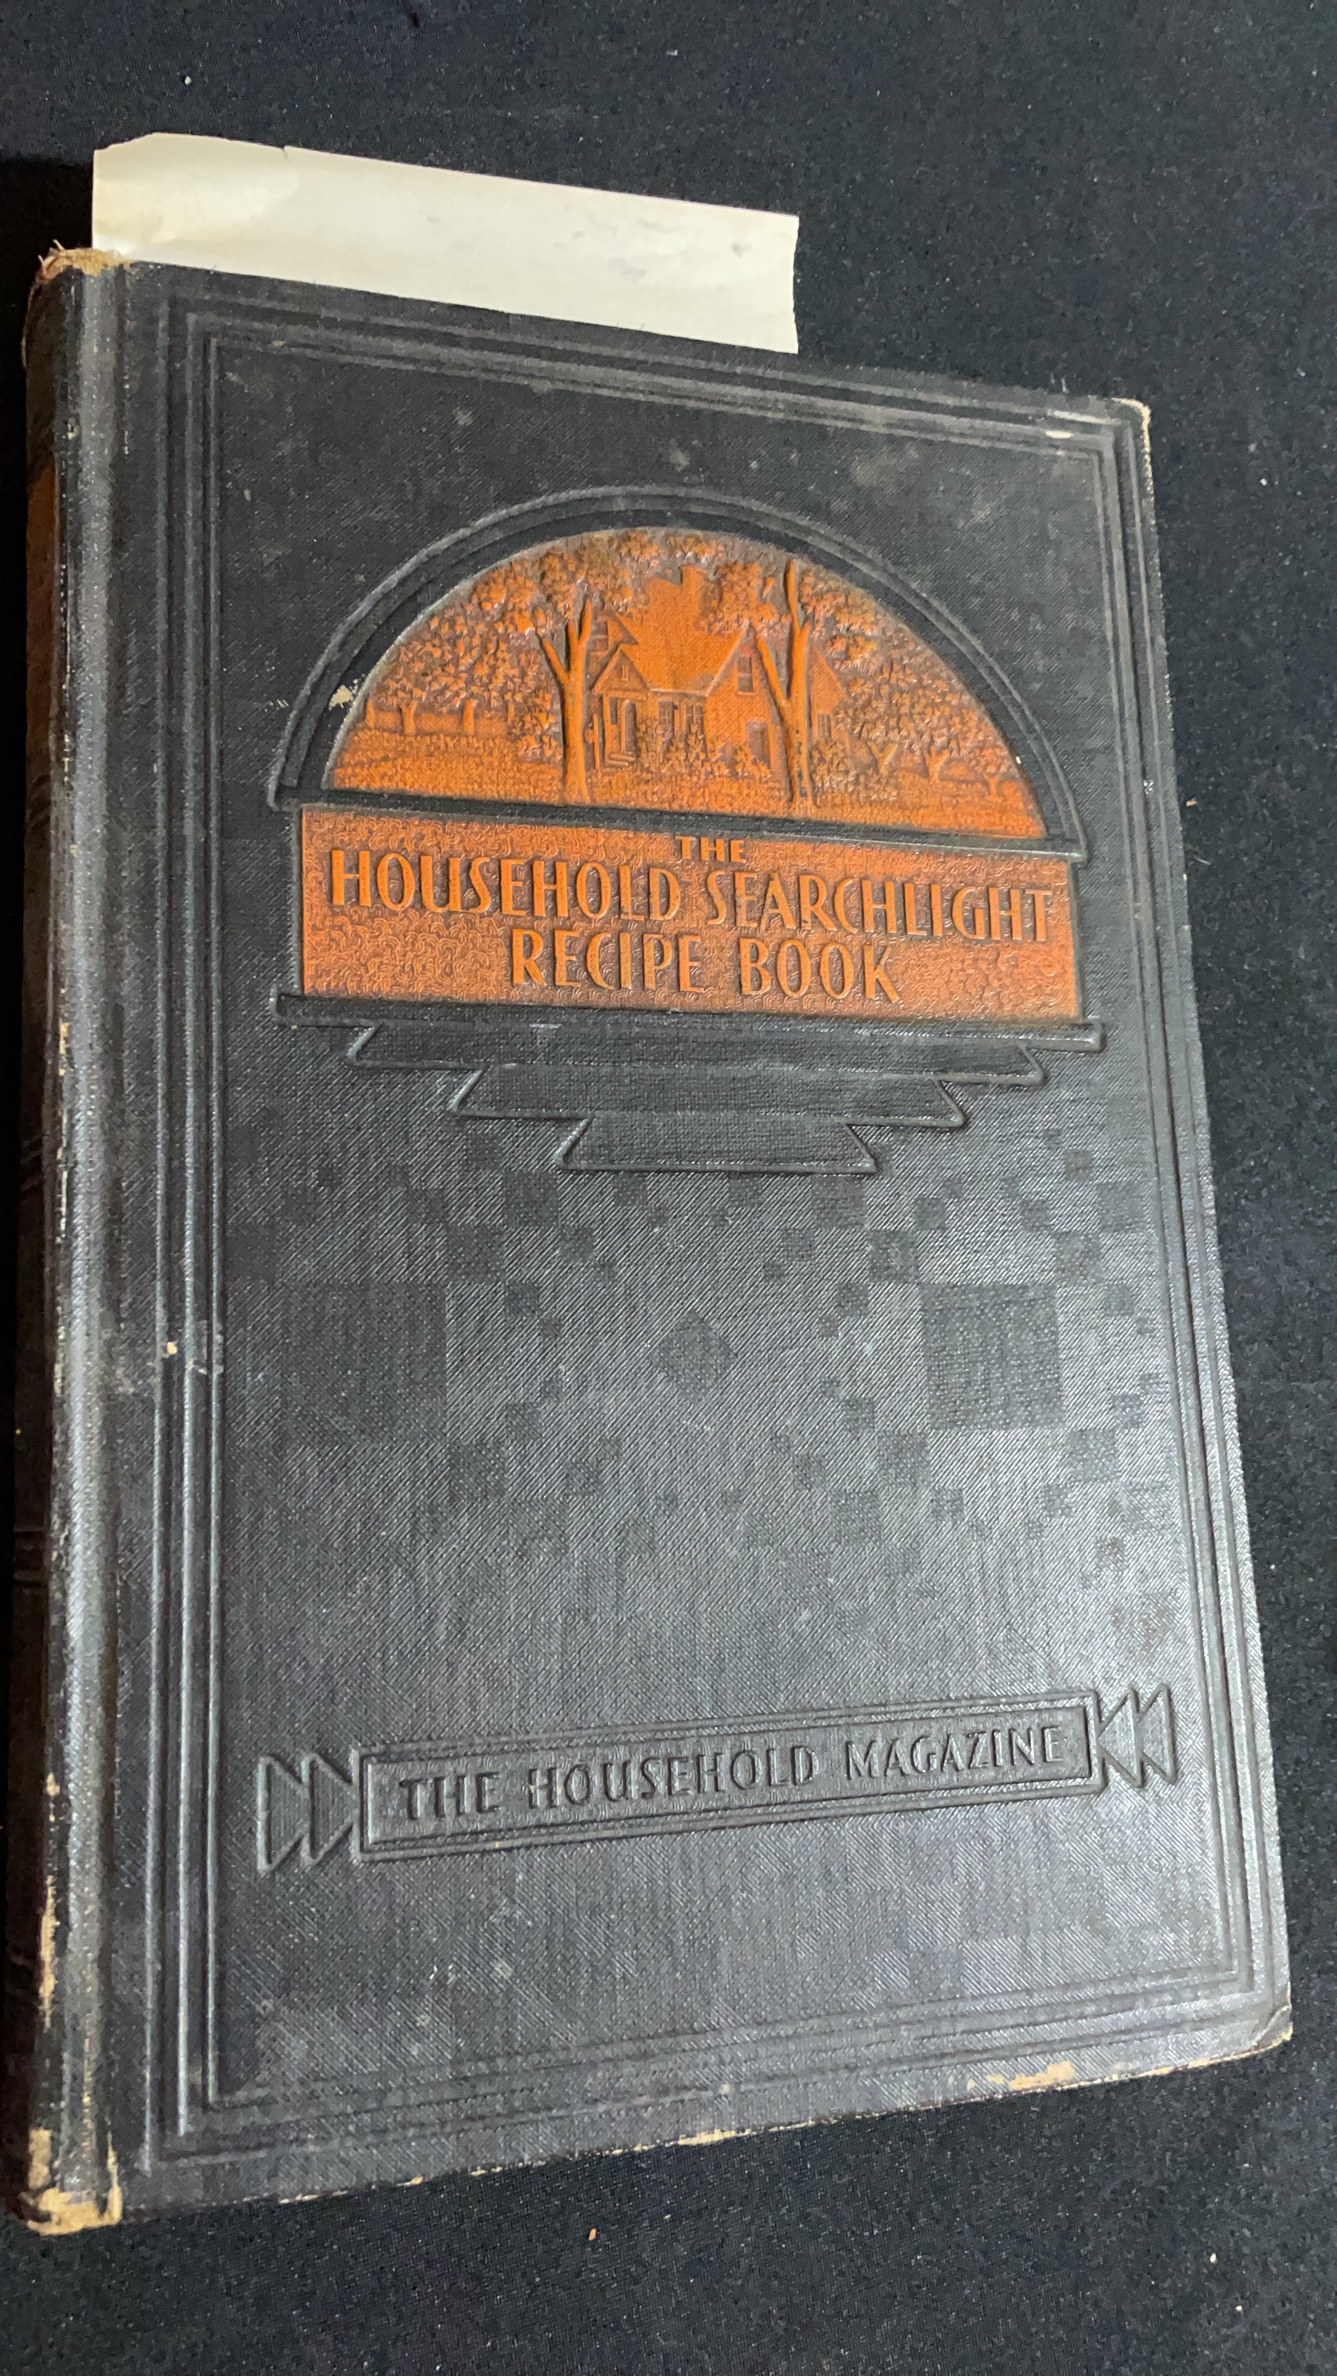 THE
HOUSEHOLD SEARCHLIGHT
RECIPE BOOK
THE HOUSEHOLD MAGAZINE